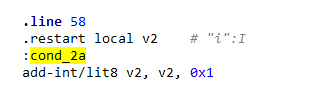 .line 58
.restart local v2    # "i":I
:cond_2a
add-int/lit8 v2, v2, 0x1